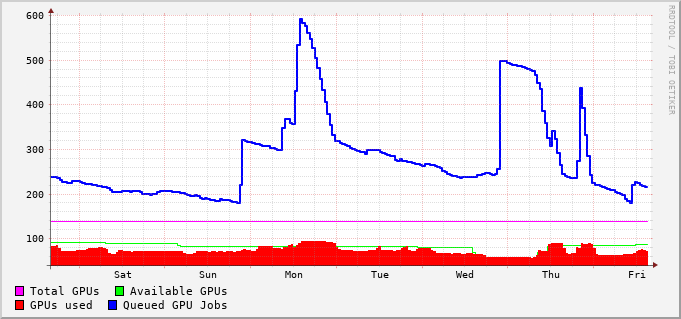 600
500
400
300
200
100
Sat Sun Mon Tue Wed Thu Fri
Total GPUs Available GPUs
GPUs used Queued GPU Jobs
RRDTOOL / TOBI OETIKER